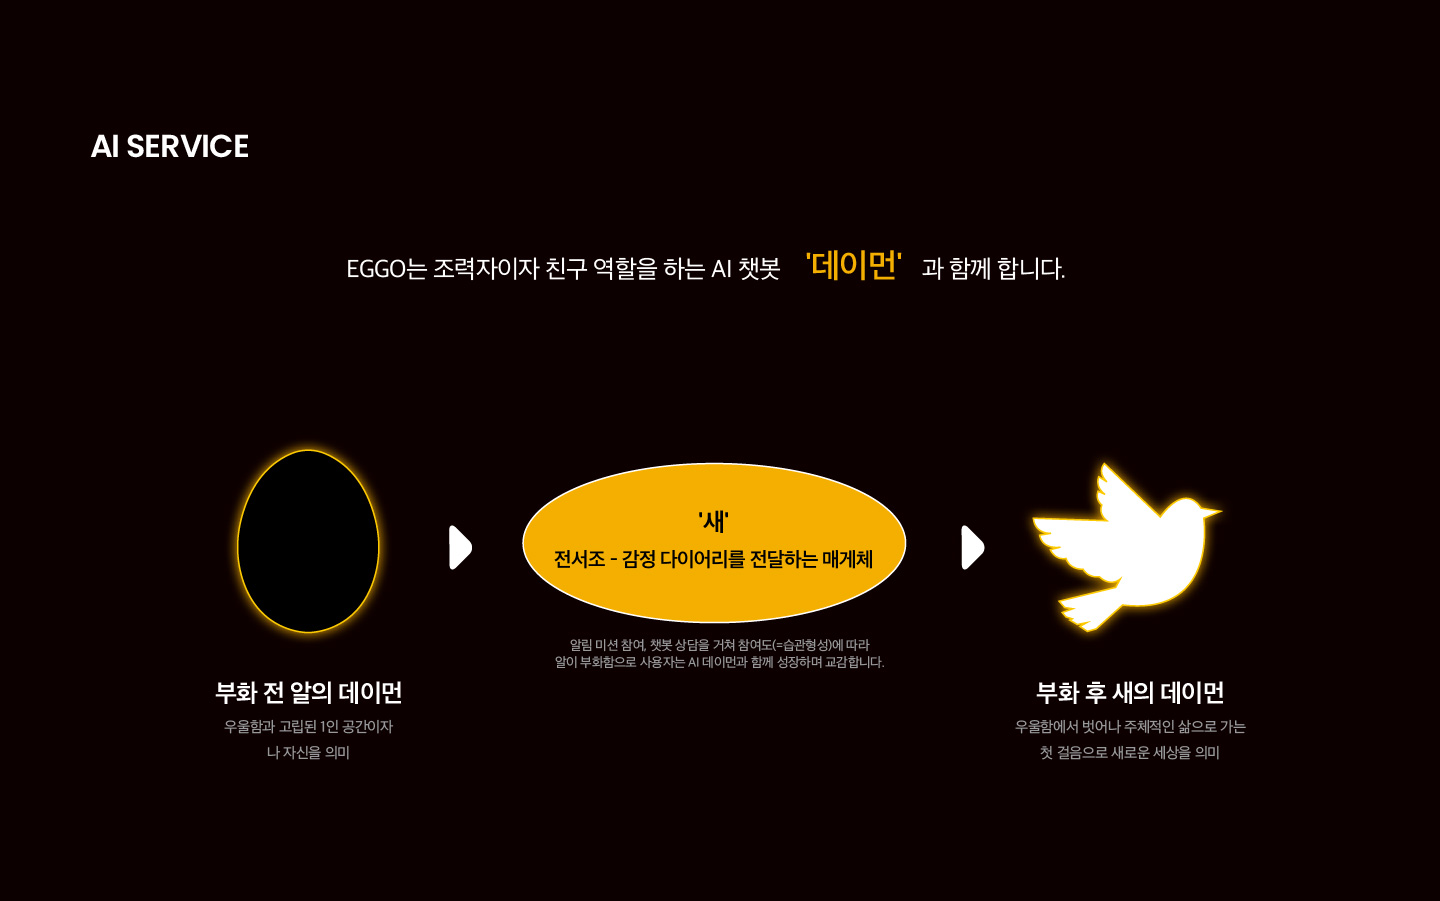 AI SERVICE
EGGO는 조력자이자 친구 역할을 하는 AI 챗봇 '데이먼' 과 함께 합니다.
'새'
전서조 - 감정 다이어리를 전달하는 매게체
알림 미션 참여, 챗봇 상담을 거쳐 참여도(=습관형성)에 따라
알이 부화함으로 사용자는 AI 데이먼과 함께 성장하며 교감합니다.
부화 전 알의 데이먼
우울함과 고립된 1인 공간이자
나 자신을 의미
부화 후 새의 데이먼
우울함에서 벗어나 주체적인 삶으로 가는
첫 걸음으로 새로운 세상을 의미